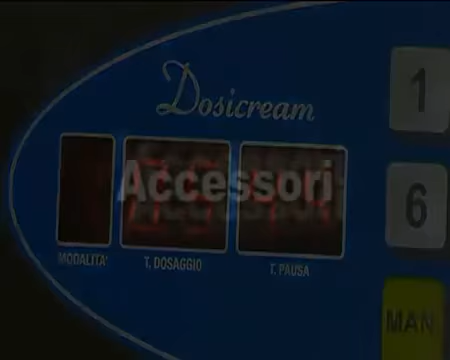 Dosicream
1
Accessori
6
MODALITA'
T. DOSAGGIO
T. PAUSA
MAN